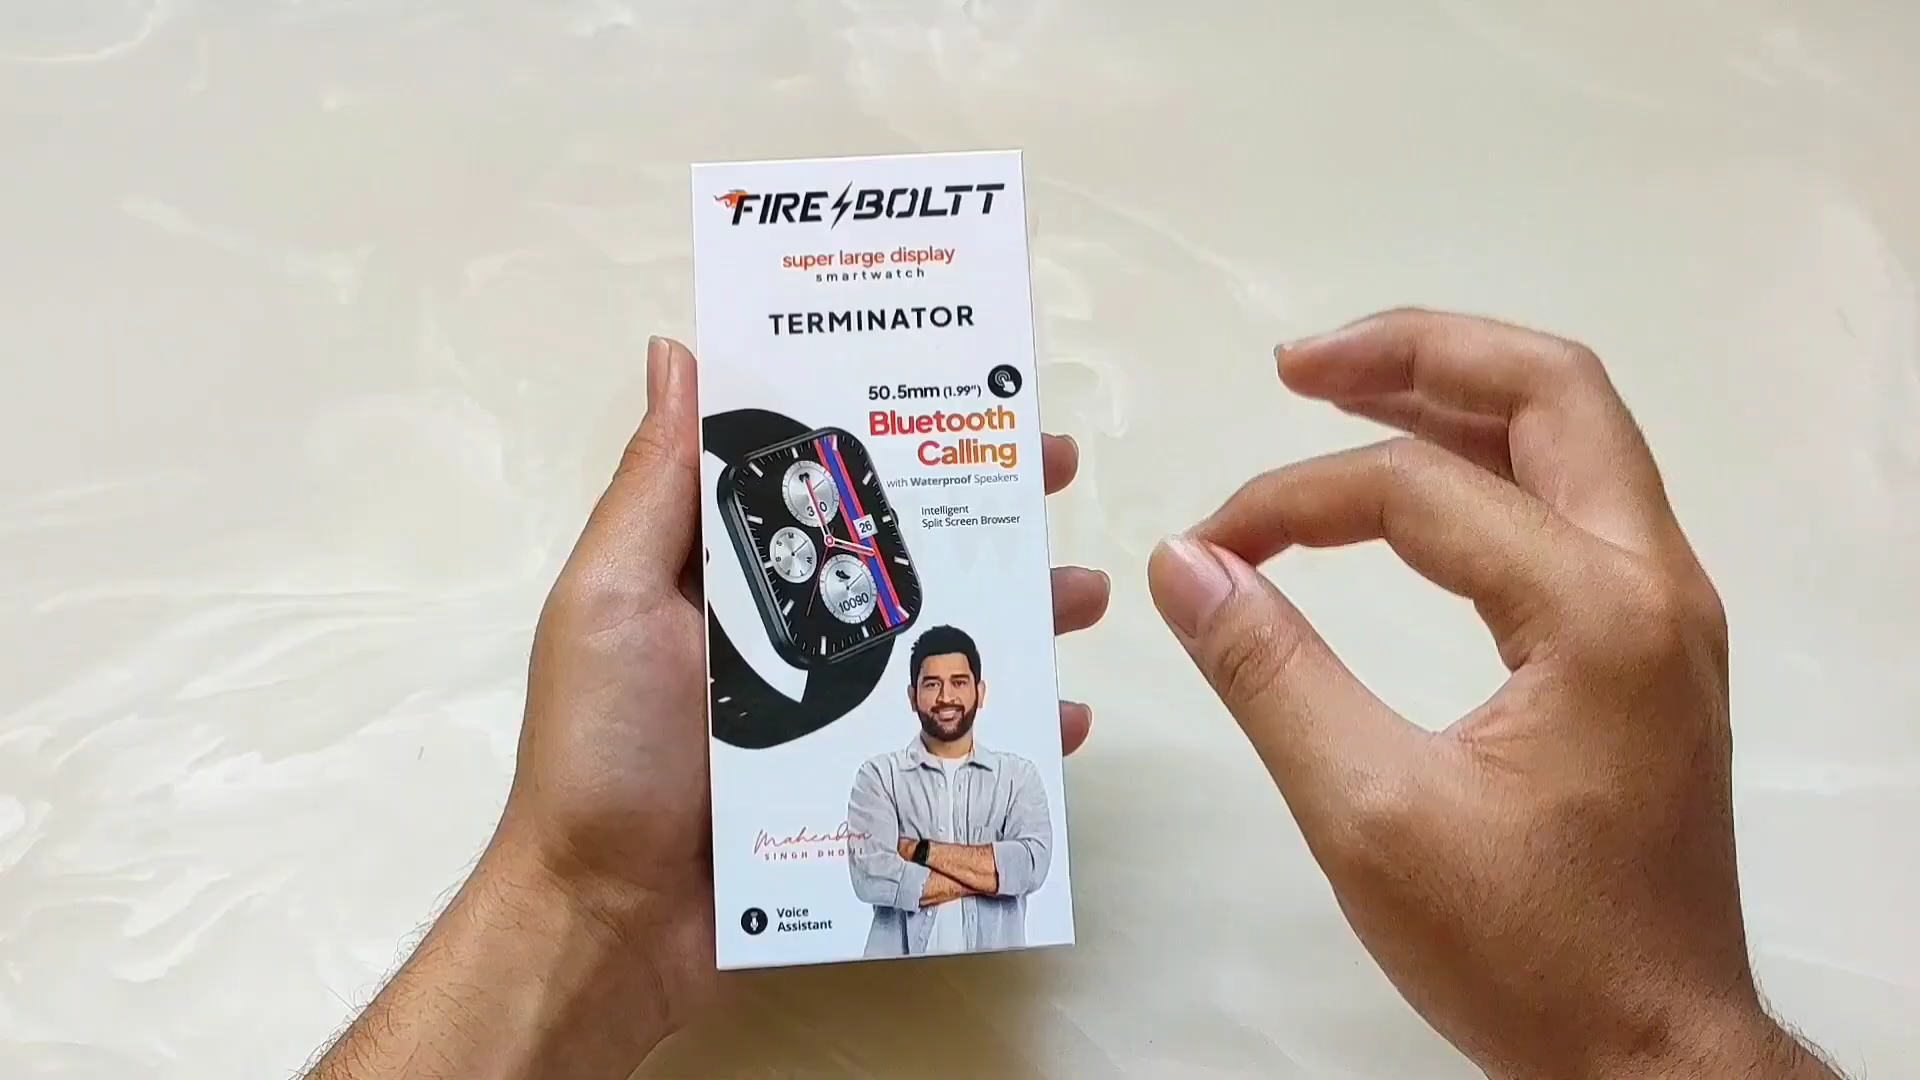 FIRE BOLTT
super large display
smartwatch
TERMINATOR
50.5mm (1.99")
Bluetooth
Calling
with Waterproof Speakers
Intelligent
Split Screen Browser
26
10090
Mahendra
SINGH DHONI
Voice
Assistant